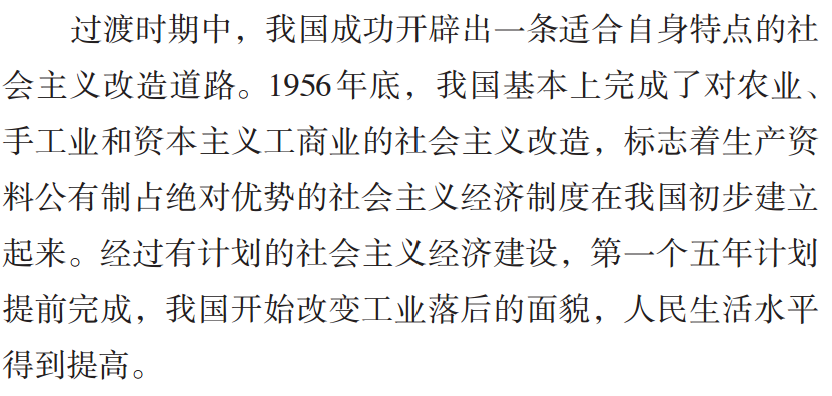 过渡时期中，我国成功开辟出一条适合自身特点的社
会主义改造道路。1956年底，我国基本上完成了对农业、
手工业和资本主义工商业的社会主义改造，标志着生产资
料公有制占绝对优势的社会主义经济制度在我国初步建立
起来。经过有计划的社会主义经济建设，第一个五年计划
提前完成，我国开始改变工业落后的面貌，人民生活水平
得到提高。